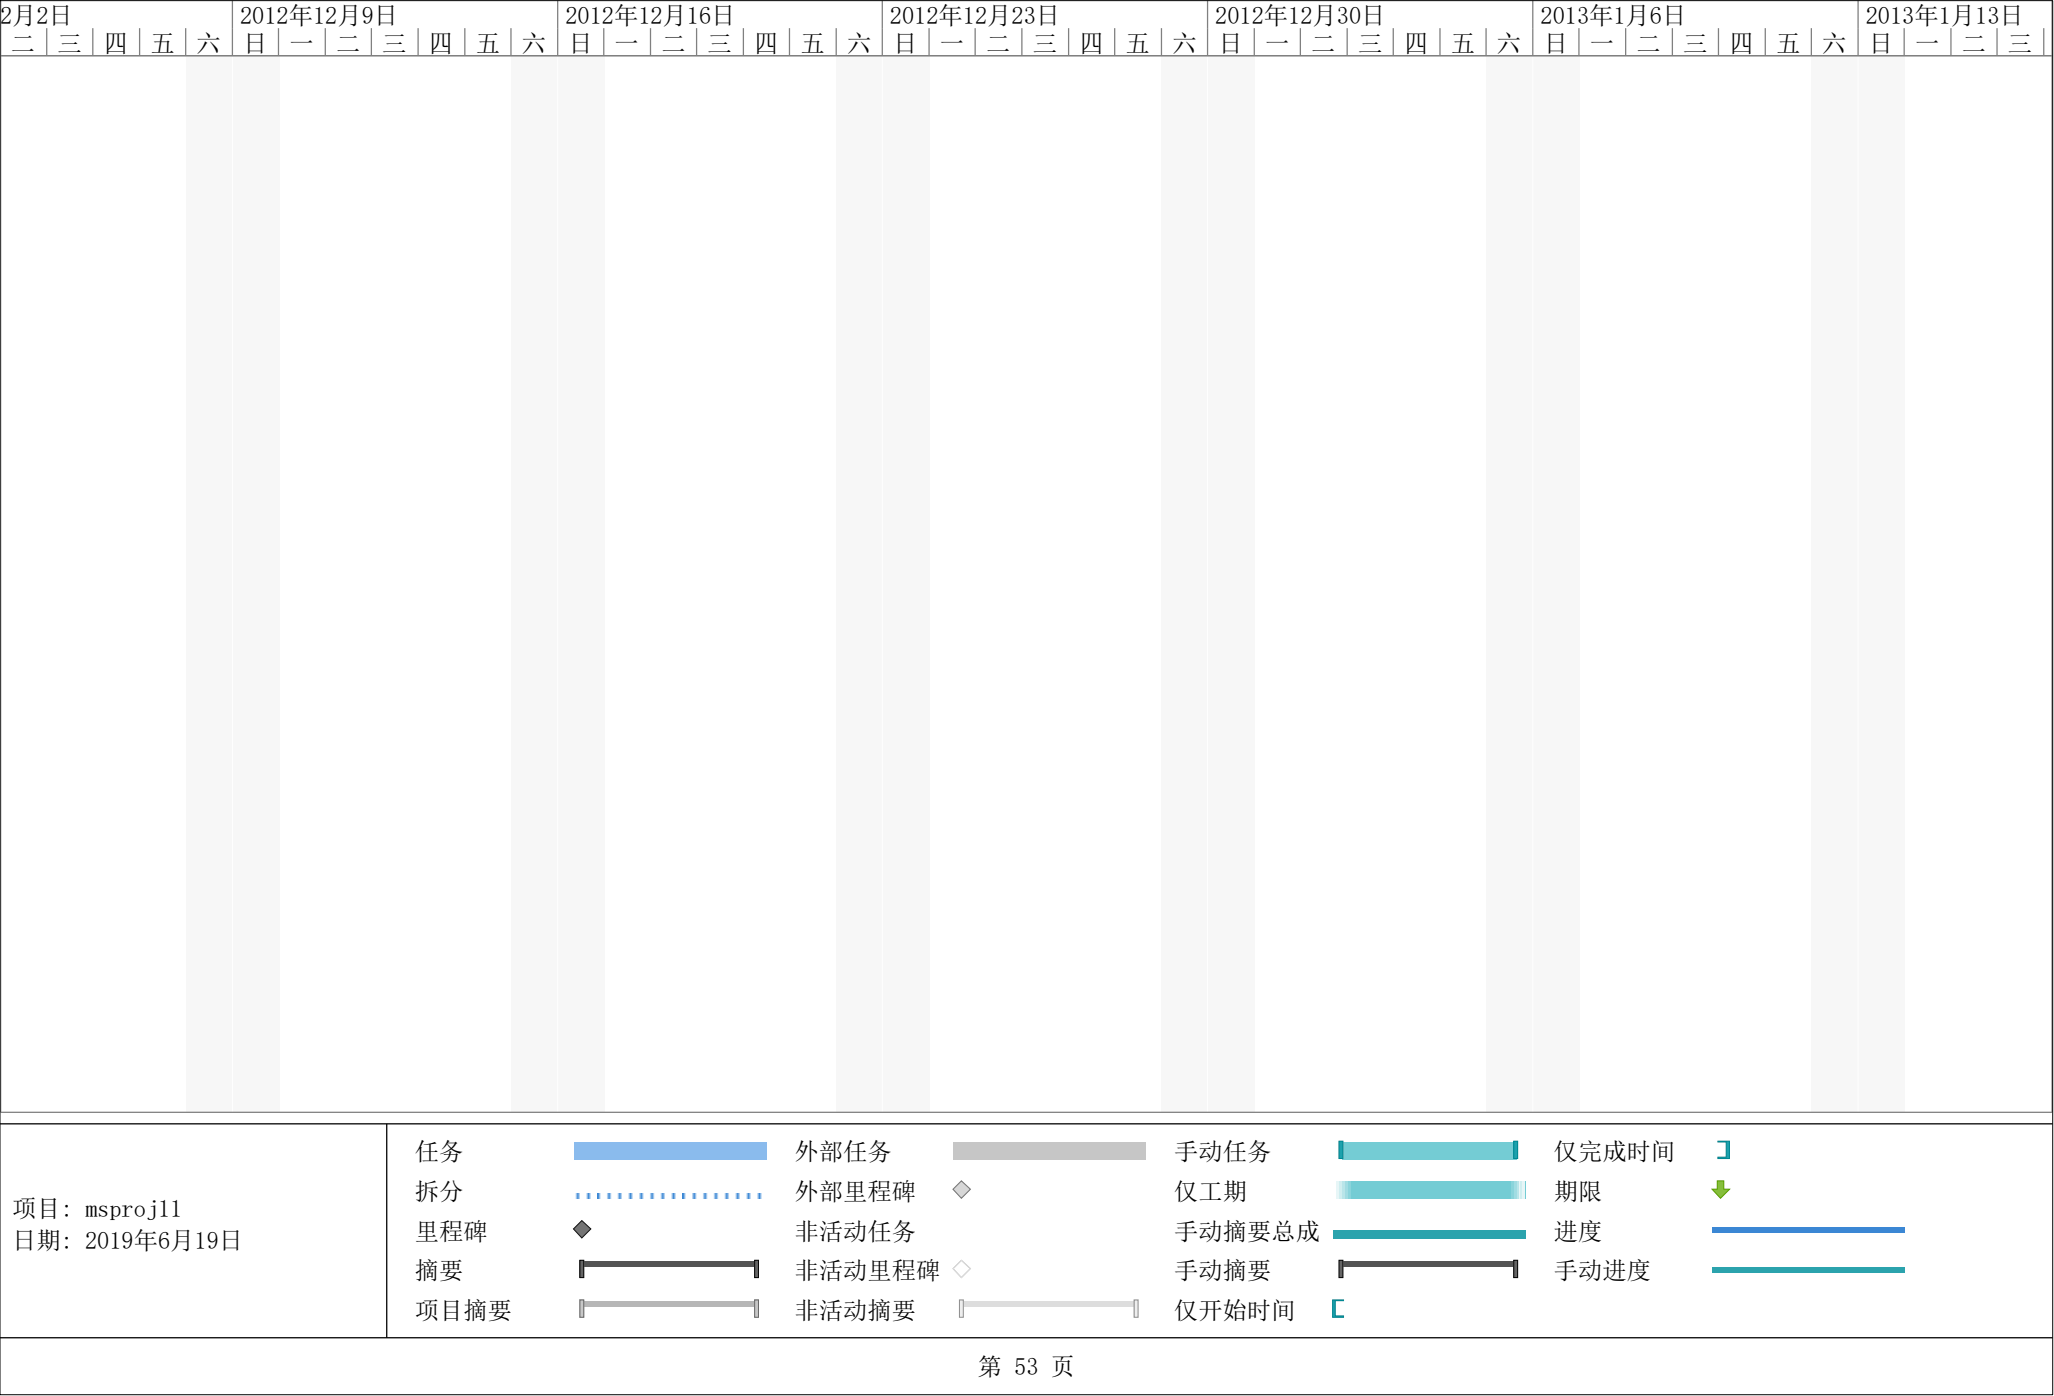 2月2日 2012年12月9日 2012年12月16日 2012年12月23日 2012年12月30日 2013年1月6日 2013年1月13日
二 三 四 五 六 日 一 二 三 四 五 六 日 一 二 三 四 五 六 日 一 二 三 四 五 六 日 一 二 三 四 五 六 日 一 二 三 四 五 六 日 一 二 三
项目: msproj11
日期: 2019年6月19日
任务
拆分
里程碑
摘要
项目摘要
外部任务
外部里程碑
非活动任务
非活动里程碑
非活动摘要
手动任务
仅工期
手动摘要总成
手动摘要
仅开始时间
仅完成时间
期限
进度
手动进度
第 53 页